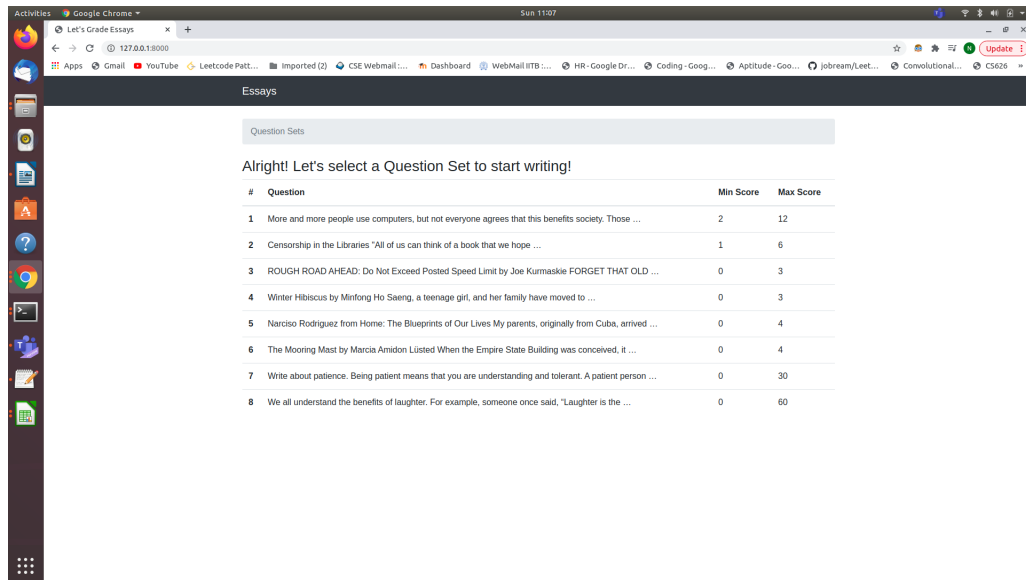 Activities Google Chrome Sun 11:07
Let's Grade Essays
127.0.0.1:8000 N Update
Apps Gmail YouTube Leetcode Patt... Imported (2) CSE Webmail :... Dashboard WebMail IITB :... HR - Google Dr... Coding - Goog... Aptitude - Goo... jobream/Leet... Convolutional... CS626 »
Essays
Question Sets
Alright! Let's select a Question Set to start writing!
# Question Min Score Max Score
1 More and more people use computers, but not everyone agrees that this benefits society. Those … 2 12
2 Censorship in the Libraries "All of us can think of a book that we hope … 1 6
3 ROUGH ROAD AHEAD: Do Not Exceed Posted Speed Limit by Joe Kurmaskie FORGET THAT OLD … 0 3
4 Winter Hibiscus by Minfong Ho Saeng, a teenage girl, and her family have moved to … 0 3
5 Narciso Rodriguez from Home: The Blueprints of Our Lives My parents, originally from Cuba, arrived … 0 4
6 The Mooring Mast by Marcia Amidon Lüsted When the Empire State Building was conceived, it … 0 4
7 Write about patience. Being patient means that you are understanding and tolerant. A patient person … 0 30
8 We all understand the benefits of laughter. For example, someone once said, "Laughter is the … 0 60